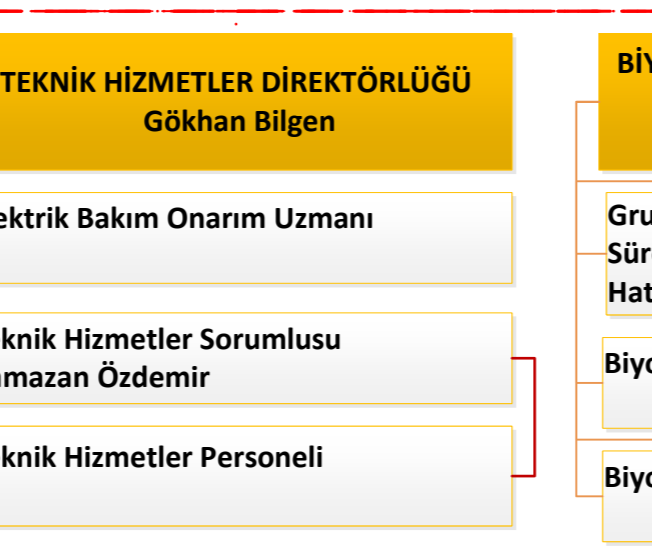 TEKNİK HİZMETLER DİREKTÖRLÜĞÜ
Gökhan Bilgen
ektrik Bakım Onarım Uzmanı
knik Hizmetler Sorumlusu
mazan Özdemir
knik Hizmetler Personeli
BİY
Gru
Sür
Hat
Biyo
Biyo